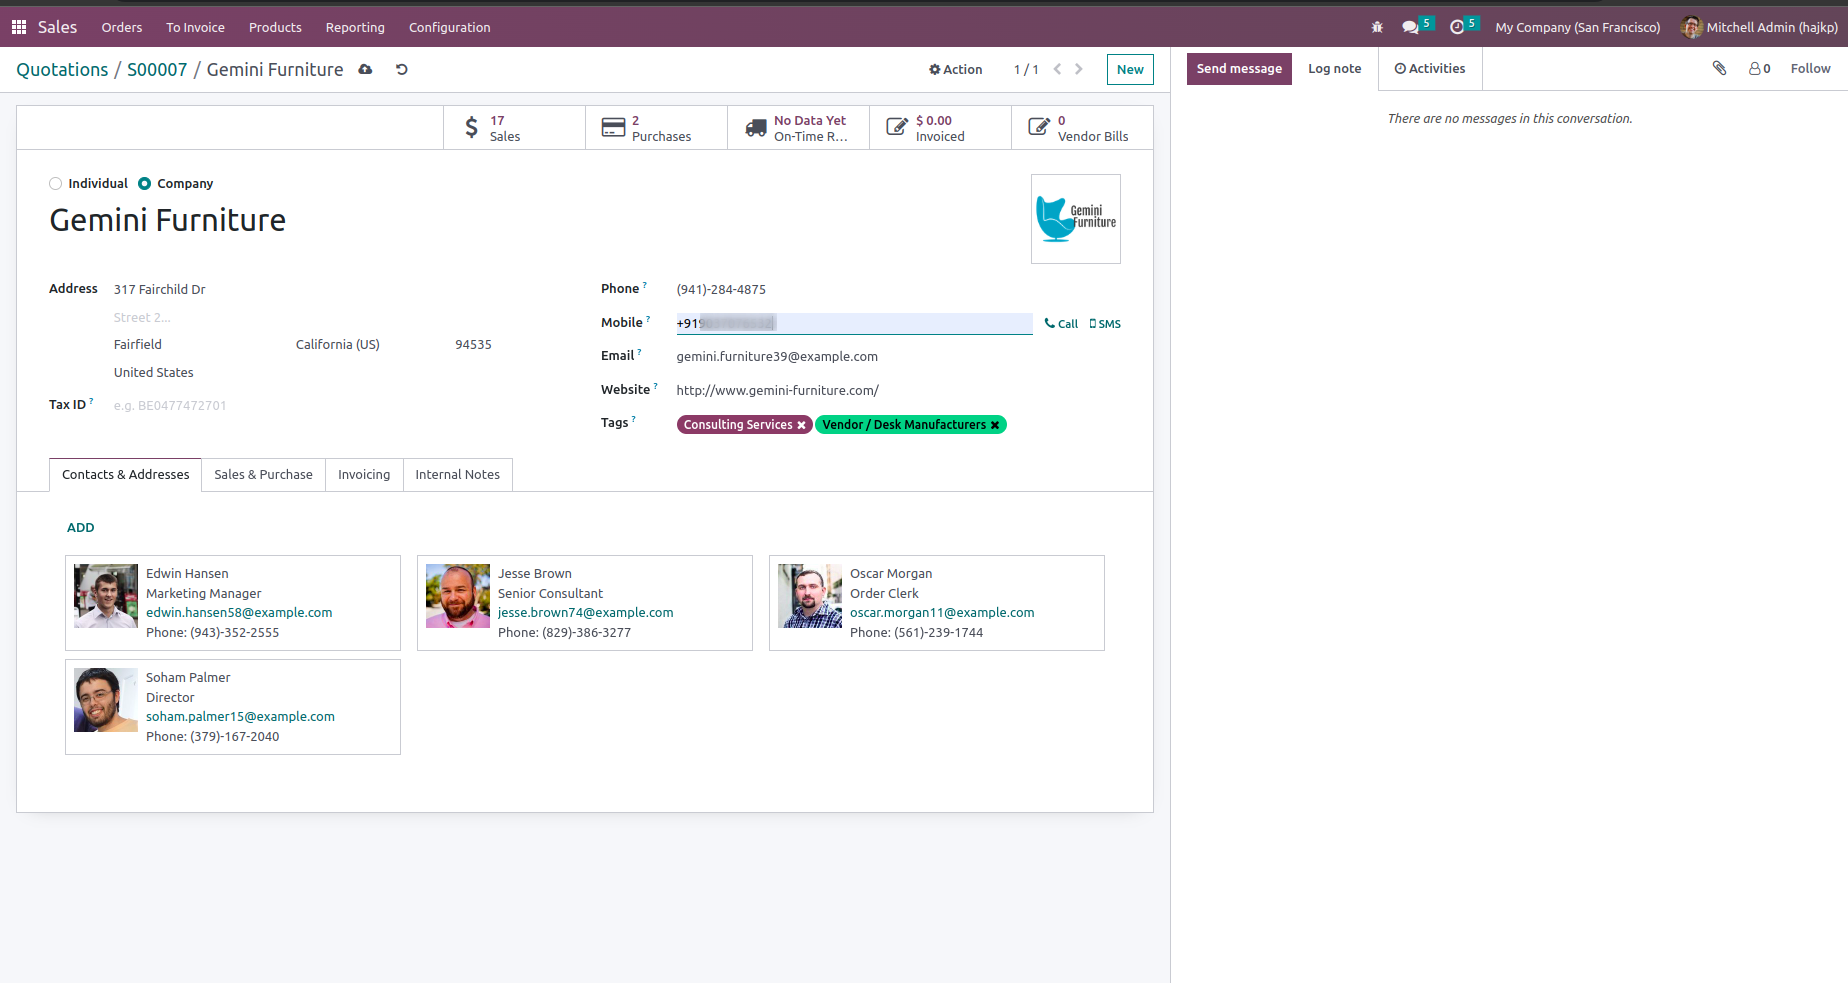 Sales Orders To Invoice Products Reporting Configuration 5 5 My Company (San Francisco) Mitchell Admin (hajkp)
Quotations / S00007 / Gemini Furniture Action 1 / 1 New
Send message Log note Activities 0 Follow
There are no messages in this conversation.
17
Sales
2
Purchases
No Data Yet
On-Time R...
$ 0.00
Invoiced
0
Vendor Bills
Individual Company
Gemini Furniture
Gemini
Furniture
Address 317 Fairchild Dr
Street 2...
Fairfield California (US) 94535
United States
Tax ID ? e.g. BE0477472701
Phone ? (941)-284-4875
Mobile ? +919 Call SMS
Email ? gemini.furniture39@example.com
Website ? http://www.gemini-furniture.com/
Tags ? Consulting Services × Vendor / Desk Manufacturers ×
Contacts & Addresses Sales & Purchase Invoicing Internal Notes
ADD
Edwin Hansen
Marketing Manager
edwin.hansen58@example.com
Phone: (943)-352-2555
Jesse Brown
Senior Consultant
jesse.brown74@example.com
Phone: (829)-386-3277
Oscar Morgan
Order Clerk
oscar.morgan11@example.com
Phone: (561)-239-1744
Soham Palmer
Director
soham.palmer15@example.com
Phone: (379)-167-2040